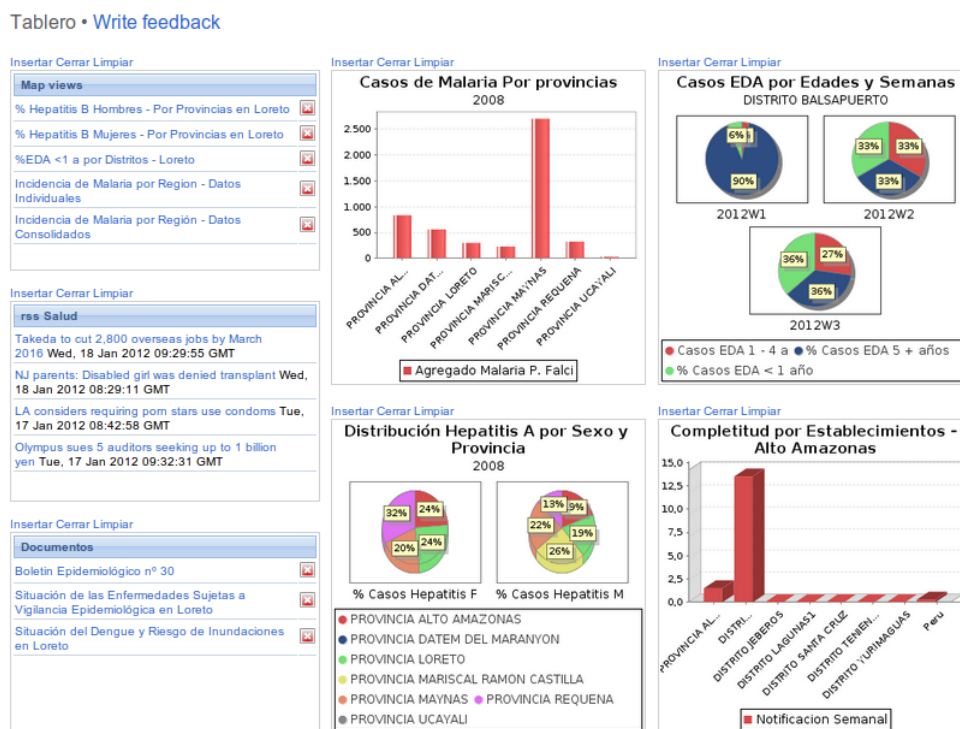 Tablero • Write feedback
Insertar Cerrar Limpiar
Map views
% Hepatitis B Hombres - Por Provincias en Loreto
% Hepatitis B Mujeres - Por Provincias en Loreto
%EDA <1 a por Distritos - Loreto
Incidencia de Malaria por Region - Datos
Individuales
Incidencia de Malaria por Región - Datos
Consolidados
Insertar Cerrar Limpiar
rss Salud
Takeda to cut 2,800 overseas jobs by March
2016 Wed, 18 Jan 2012 09:29:55 GMT
NJ parents: Disabled girl was denied transplant Wed,
18 Jan 2012 08:29:11 GMT
LA considers requiring porn stars use condoms Tue,
17 Jan 2012 08:42:58 GMT
Olympus sues 5 auditors seeking up to 1 billion
yen Tue, 17 Jan 2012 09:32:31 GMT
Insertar Cerrar Limpiar
Documentos
Boletin Epidemiológico nº 30
Situación de las Enfermedades Sujetas a
Vigilancia Epidemiológica en Loreto
Situación del Dengue y Riesgo de Inundaciones
en Loreto
Insertar Cerrar Limpiar
Casos de Malaria Por provincias
2008
2.500
2.000
1.500
1.000
500
0
PROVINCIA AL...
PROVINCIA DAT...
PROVINCIA LORETO
PROVINCIA MARISC...
PROVINCIA MAYNAS
PROVINCIA REQUENA
PROVINCIA UCAYALI
Agregado Malaria P. Falci
Insertar Cerrar Limpiar
Distribución Hepatitis A por Sexo y
Provincia
2008
32% 24%
20% 24%
% Casos Hepatitis F
13% 9%
22% 19%
26%
% Casos Hepatitis M
PROVINCIA ALTO AMAZONAS
PROVINCIA DATEM DEL MARANYON
PROVINCIA LORETO
PROVINCIA MARISCAL RAMON CASTILLA
PROVINCIA MAYNAS PROVINCIA REQUENA
PROVINCIA UCAYALI
Insertar Cerrar Limpiar
Casos EDA por Edades y Semanas
DISTRITO BALSAPUERTO
6%
90%
2012W1
33% 33%
33%
2012W2
36% 27%
36%
2012W3
Casos EDA 1 - 4 a % Casos EDA 5 + años
% Casos EDA < 1 año
Insertar Cerrar Limpiar
Completitud por Establecimientos -
Alto Amazonas
15,0
12,5
10,0
7,5
5,0
2,5
0,0
PROVINCIA AL...
DISTRI...
DISTRITO JEBEROS
DISTRITO LAGUNAS1
DISTRITO SANTA CRUZ
DISTRITO TENIEN...
DISTRITO YURIMAGUAS
Peru
Notificacion Semanal